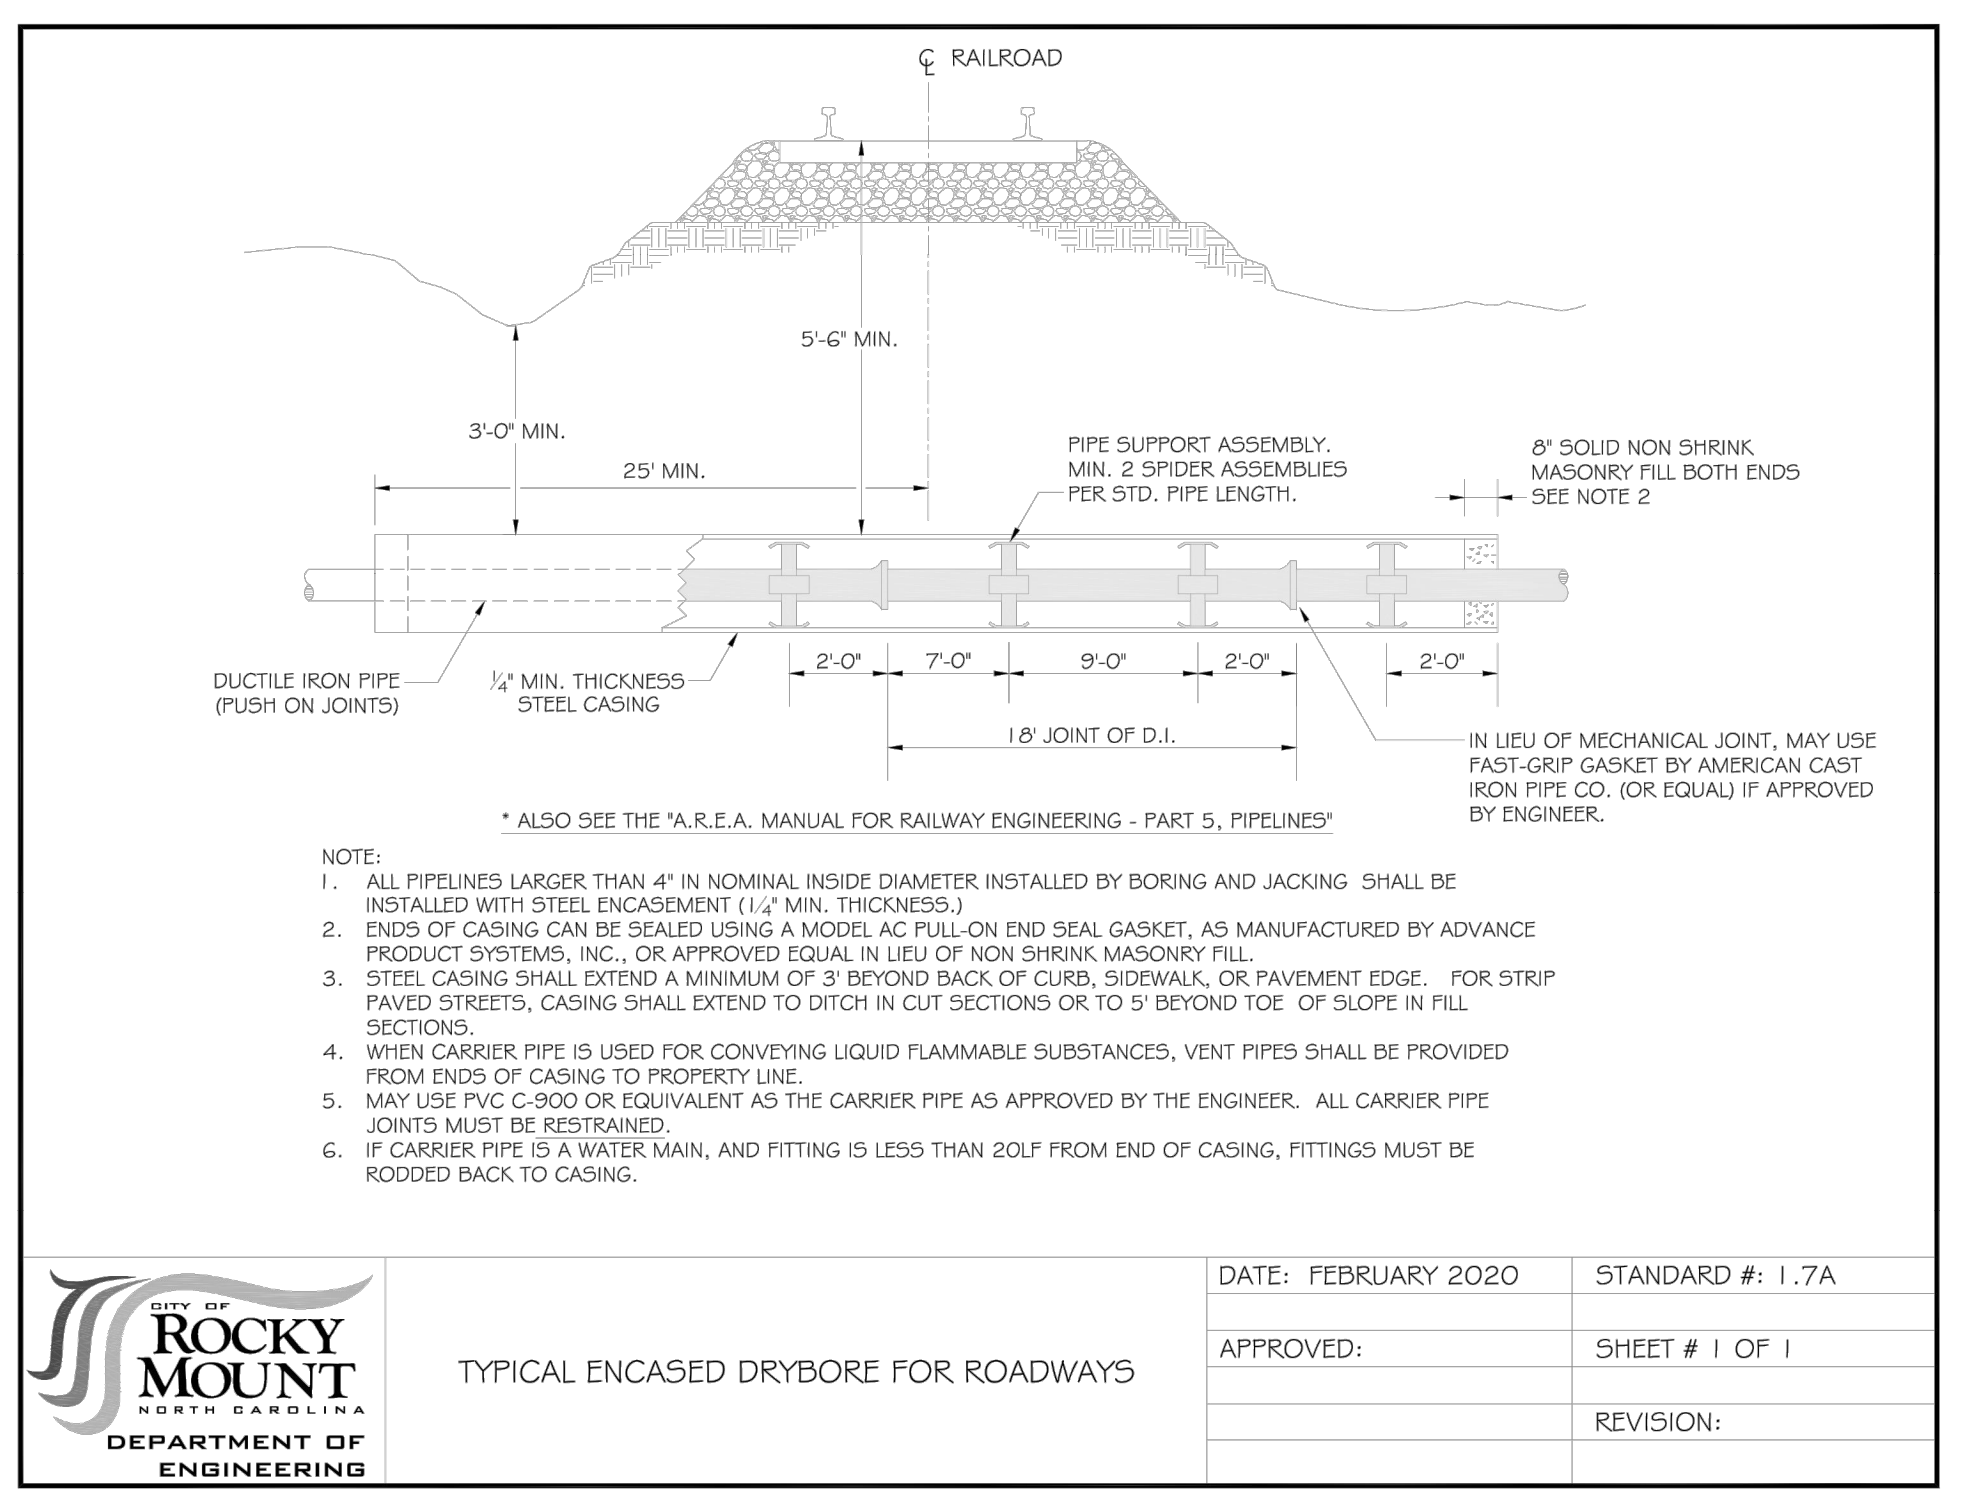 ℄ RAILROAD
5'-6" MIN.
3'-0" MIN.
25' MIN.
PIPE SUPPORT ASSEMBLY.
MIN. 2 SPIDER ASSEMBLIES
PER STD. PIPE LENGTH.
8" SOLID NON SHRINK
MASONRY FILL BOTH ENDS
SEE NOTE 2
DUCTILE IRON PIPE
(PUSH ON JOINTS)
1/4" MIN. THICKNESS
STEEL CASING
2'-0" 7'-0" 9'-0" 2'-0" 2'-0"
18' JOINT OF D.I.
IN LIEU OF MECHANICAL JOINT, MAY USE
FAST-GRIP GASKET BY AMERICAN CAST
IRON PIPE CO. (OR EQUAL) IF APPROVED
BY ENGINEER.
* ALSO SEE THE "A.R.E.A. MANUAL FOR RAILWAY ENGINEERING - PART 5, PIPELINES"
NOTE:
1. ALL PIPELINES LARGER THAN 4" IN NOMINAL INSIDE DIAMETER INSTALLED BY BORING AND JACKING SHALL BE
INSTALLED WITH STEEL ENCASEMENT (1/4" MIN. THICKNESS.)
2. ENDS OF CASING CAN BE SEALED USING A MODEL AC PULL-ON END SEAL GASKET, AS MANUFACTURED BY ADVANCE
PRODUCT SYSTEMS, INC., OR APPROVED EQUAL IN LIEU OF NON SHRINK MASONRY FILL.
3. STEEL CASING SHALL EXTEND A MINIMUM OF 3' BEYOND BACK OF CURB, SIDEWALK, OR PAVEMENT EDGE. FOR STRIP
PAVED STREETS, CASING SHALL EXTEND TO DITCH IN CUT SECTIONS OR TO 5' BEYOND TOE OF SLOPE IN FILL
SECTIONS.
4. WHEN CARRIER PIPE IS USED FOR CONVEYING LIQUID FLAMMABLE SUBSTANCES, VENT PIPES SHALL BE PROVIDED
FROM ENDS OF CASING TO PROPERTY LINE.
5. MAY USE PVC C-900 OR EQUIVALENT AS THE CARRIER PIPE AS APPROVED BY THE ENGINEER. ALL CARRIER PIPE
JOINTS MUST BE RESTRAINED.
6. IF CARRIER PIPE IS A WATER MAIN, AND FITTING IS LESS THAN 20LF FROM END OF CASING, FITTINGS MUST BE
RODDED BACK TO CASING.
CITY OF
ROCKY
MOUNT
NORTH CAROLINA
DEPARTMENT OF
ENGINEERING
TYPICAL ENCASED DRYBORE FOR ROADWAYS
DATE: FEBRUARY 2020
STANDARD #: 1.7A
APPROVED:
SHEET # 1 OF 1
REVISION: